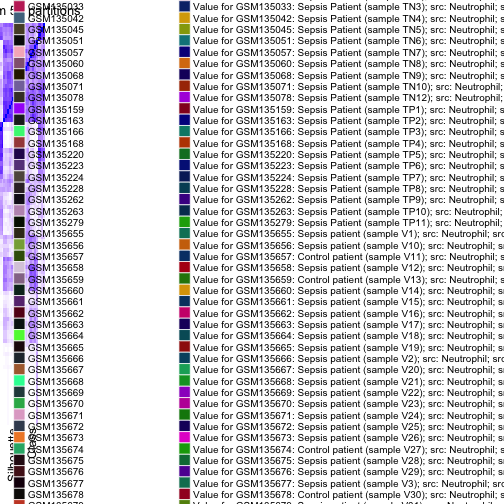 partitions
GSM135033 Value for GSM135033: Sepsis Patient (sample TN3); src: Neutrophil; s
GSM135042 Value for GSM135042: Sepsis Patient (sample TN4); src: Neutrophil; s
GSM135045 Value for GSM135045: Sepsis Patient (sample TN5); src: Neutrophil; s
GSM135051 Value for GSM135051: Sepsis Patient (sample TN6); src: Neutrophil; s
GSM135057 Value for GSM135057: Sepsis Patient (sample TN7); src: Neutrophil; s
GSM135060 Value for GSM135060: Sepsis Patient (sample TN8); src: Neutrophil; s
GSM135068 Value for GSM135068: Sepsis Patient (sample TN9); src: Neutrophil; s
GSM135071 Value for GSM135071: Sepsis Patient (sample TN10); src: Neutrophil;
GSM135078 Value for GSM135078: Sepsis Patient (sample TN12); src: Neutrophil;
GSM135159 Value for GSM135159: Sepsis Patient (sample TP1); src: Neutrophil; s
GSM135163 Value for GSM135163: Sepsis Patient (sample TP2); src: Neutrophil; s
GSM135166 Value for GSM135166: Sepsis Patient (sample TP3); src: Neutrophil; s
GSM135168 Value for GSM135168: Sepsis Patient (sample TP4); src: Neutrophil; s
GSM135220 Value for GSM135220: Sepsis Patient (sample TP5); src: Neutrophil; s
GSM135223 Value for GSM135223: Sepsis Patient (sample TP6); src: Neutrophil; s
GSM135224 Value for GSM135224: Sepsis Patient (sample TP7); src: Neutrophil; s
GSM135228 Value for GSM135228: Sepsis Patient (sample TP8); src: Neutrophil; s
GSM135262 Value for GSM135262: Sepsis Patient (sample TP9); src: Neutrophil; s
GSM135263 Value for GSM135263: Sepsis Patient (sample TP10); src: Neutrophil;
GSM135279 Value for GSM135279: Sepsis Patient (sample TP11); src: Neutrophil;
GSM135655 Value for GSM135655: Sepsis patient (sample V1); src: Neutrophil; src
GSM135656 Value for GSM135656: Sepsis patient (sample V10); src: Neutrophil; s
GSM135657 Value for GSM135657: Control patient (sample V11); src: Neutrophil; s
GSM135658 Value for GSM135658: Sepsis patient (sample V12); src: Neutrophil; s
GSM135659 Value for GSM135659: Control patient (sample V13); src: Neutrophil; s
GSM135660 Value for GSM135660: Sepsis patient (sample V14); src: Neutrophil; s
GSM135661 Value for GSM135661: Sepsis patient (sample V15); src: Neutrophil; s
GSM135662 Value for GSM135662: Sepsis patient (sample V16); src: Neutrophil; s
GSM135663 Value for GSM135663: Sepsis patient (sample V17); src: Neutrophil; s
GSM135664 Value for GSM135664: Sepsis patient (sample V18); src: Neutrophil; s
GSM135665 Value for GSM135665: Sepsis patient (sample V19); src: Neutrophil; s
GSM135666 Value for GSM135666: Sepsis patient (sample V2); src: Neutrophil; src
GSM135667 Value for GSM135667: Sepsis patient (sample V20); src: Neutrophil; s
GSM135668 Value for GSM135668: Sepsis patient (sample V21); src: Neutrophil; s
GSM135669 Value for GSM135669: Sepsis patient (sample V22); src: Neutrophil; s
GSM135670 Value for GSM135670: Sepsis patient (sample V23); src: Neutrophil; s
GSM135671 Value for GSM135671: Sepsis patient (sample V24); src: Neutrophil; s
GSM135672 Value for GSM135672: Sepsis patient (sample V25); src: Neutrophil; s
GSM135673 Value for GSM135673: Sepsis patient (sample V26); src: Neutrophil; s
GSM135674 Value for GSM135674: Control patient (sample V27); src: Neutrophil; s
GSM135675 Value for GSM135675: Sepsis patient (sample V28); src: Neutrophil; s
GSM135676 Value for GSM135676: Sepsis patient (sample V29); src: Neutrophil; s
GSM135677 Value for GSM135677: Sepsis patient (sample V3); src: Neutrophil; src
GSM135678 Value for GSM135678: Control patient (sample V30); src: Neutrophil; s
Silhouette